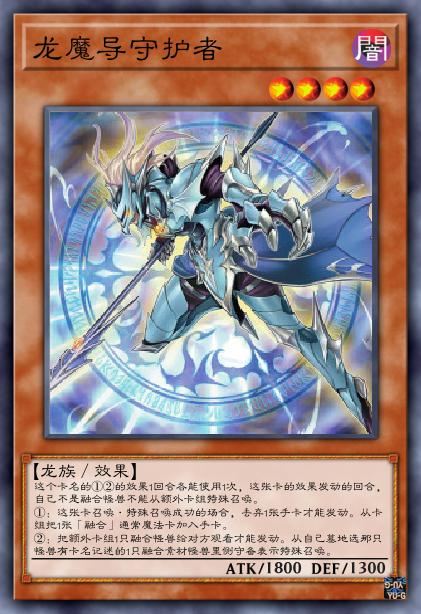 龙魔导守护者
闇
【龙族／效果】
这个卡名的①②的效果1回合各能使用1次，这张卡的效果发动的回合，
自己不是融合怪兽不能从额外卡组特殊召唤。
①：这张卡召唤·特殊召唤成功的场合，丢弃1张手卡才能发动。从卡
组把1张「融合」通常魔法卡加入手卡。
②：把额外卡组1只融合怪兽给对方观看才能发动。从自己墓地选那只
怪兽有卡名记述的1只融合素材怪兽里侧守备表示特殊召唤。
ATK/1800 DEF/1300